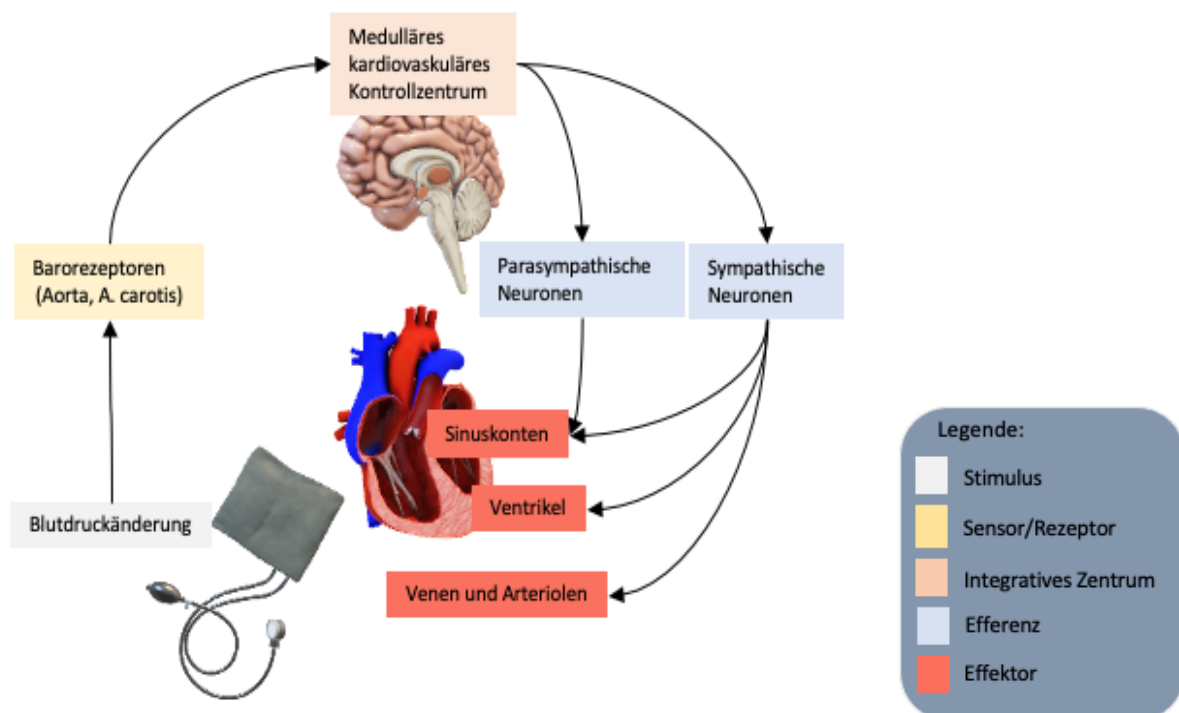 Medulläres
kardiovaskuläres
Kontrollzentrum
Barorezeptoren
(Aorta, A. carotis)
Parasympathische
Neuronen
Sympathische
Neuronen
Sinuskonten
Ventrikel
Blutdruckänderung
Venen und Arteriolen
Legende:
Stimulus
Sensor/Rezeptor
Integratives Zentrum
Efferenz
Effektor